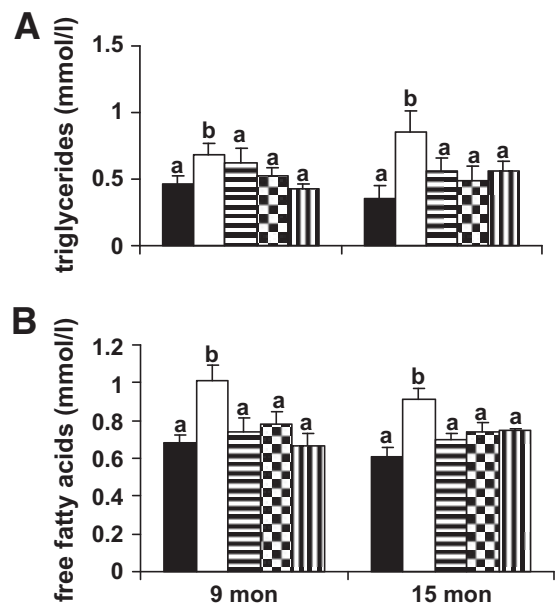 A
triglycerides (mmol/l)
1.5
1
0.5
0
a b a a a
a b a a a
B
free fatty acids (mmol/l)
1.2
1
0.8
0.6
0.4
0.2
0
a b a a a
a b a a a
9 mon 15 mon